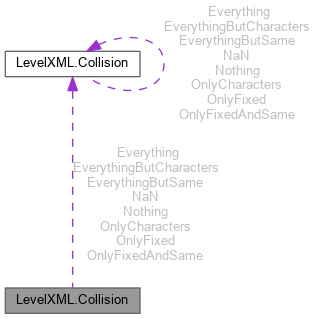 Everything
EverythingButCharacters
EverythingButSame
NaN
Nothing
OnlyCharacters
OnlyFixed
OnlyFixedAndSame
LevelXML.Collision
Everything
EverythingButCharacters
EverythingButSame
NaN
Nothing
OnlyCharacters
OnlyFixed
OnlyFixedAndSame
LevelXML.Collision